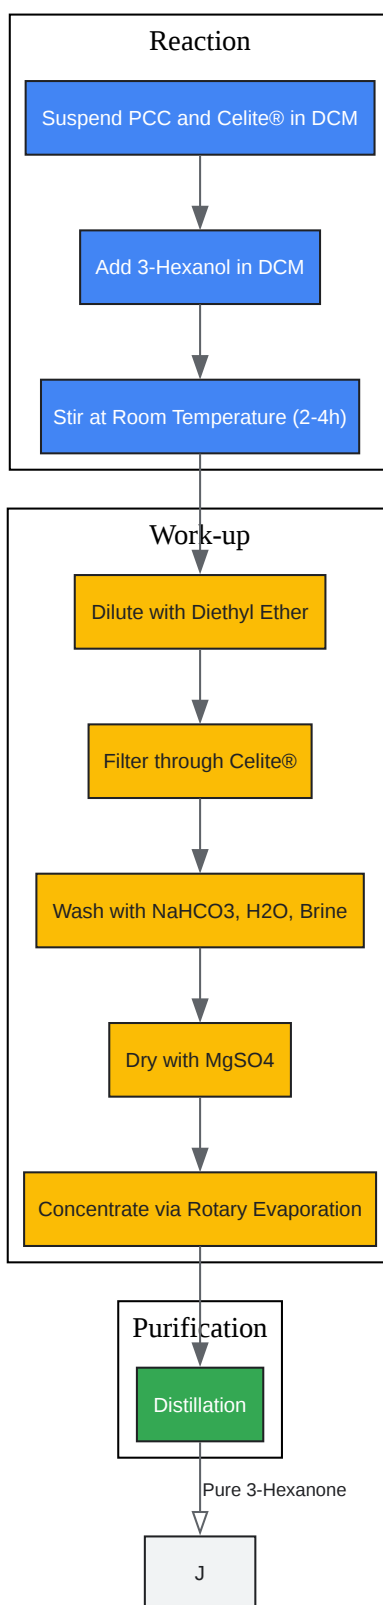 Reaction
Suspend PCC and Celite® in DCM
Add 3-Hexanol in DCM
Stir at Room Temperature (2-4h)
Work-up
Dilute with Diethyl Ether
Filter through Celite®
Wash with NaHCO3, H2O, Brine
Dry with MgSO4
Concentrate via Rotary Evaporation
Purification
Distillation
Pure 3-Hexanone
J